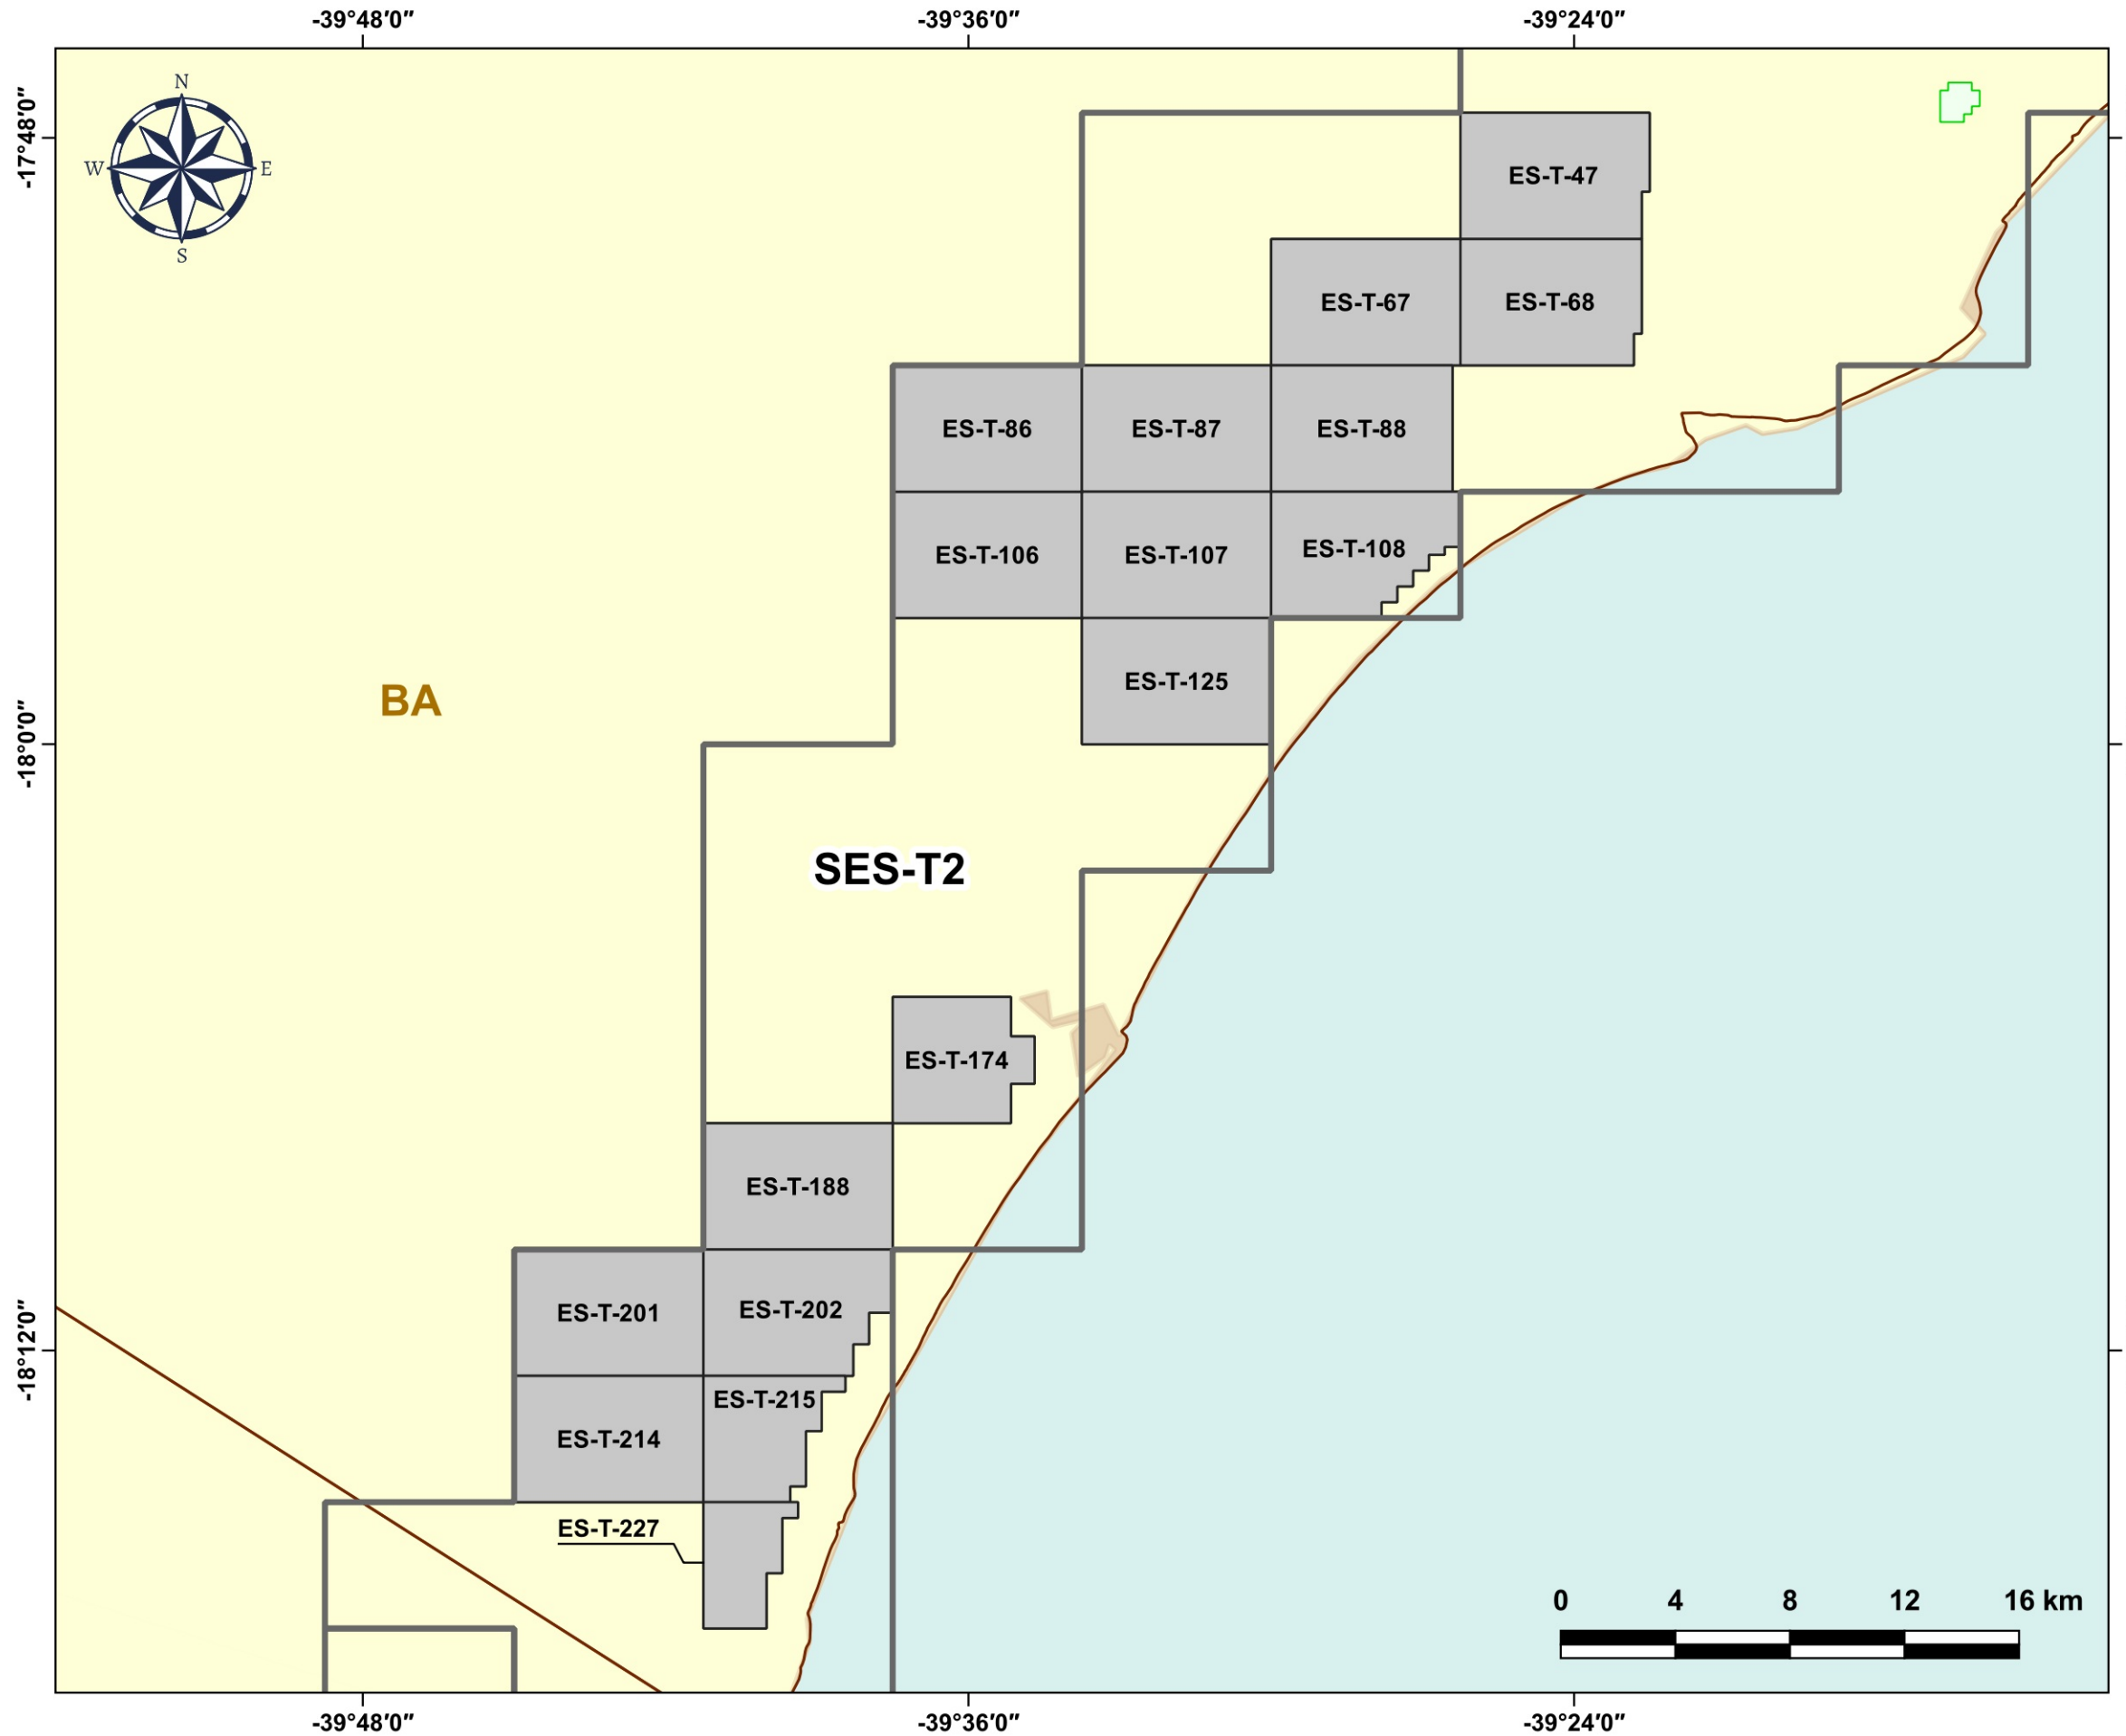 -39°48′0″ -39°36′0″ -39°24′0″
-17°48′0″
N
W E
S
ES-T-47
ES-T-67 ES-T-68
ES-T-86 ES-T-87 ES-T-88
ES-T-106 ES-T-107 ES-T-108
ES-T-125
BA
-18°0′0″
SES-T2
ES-T-174
ES-T-188
ES-T-201 ES-T-202
-18°12′0″
ES-T-215
ES-T-214
ES-T-227
0 4 8 12 16 km
-39°48′0″ -39°36′0″ -39°24′0″